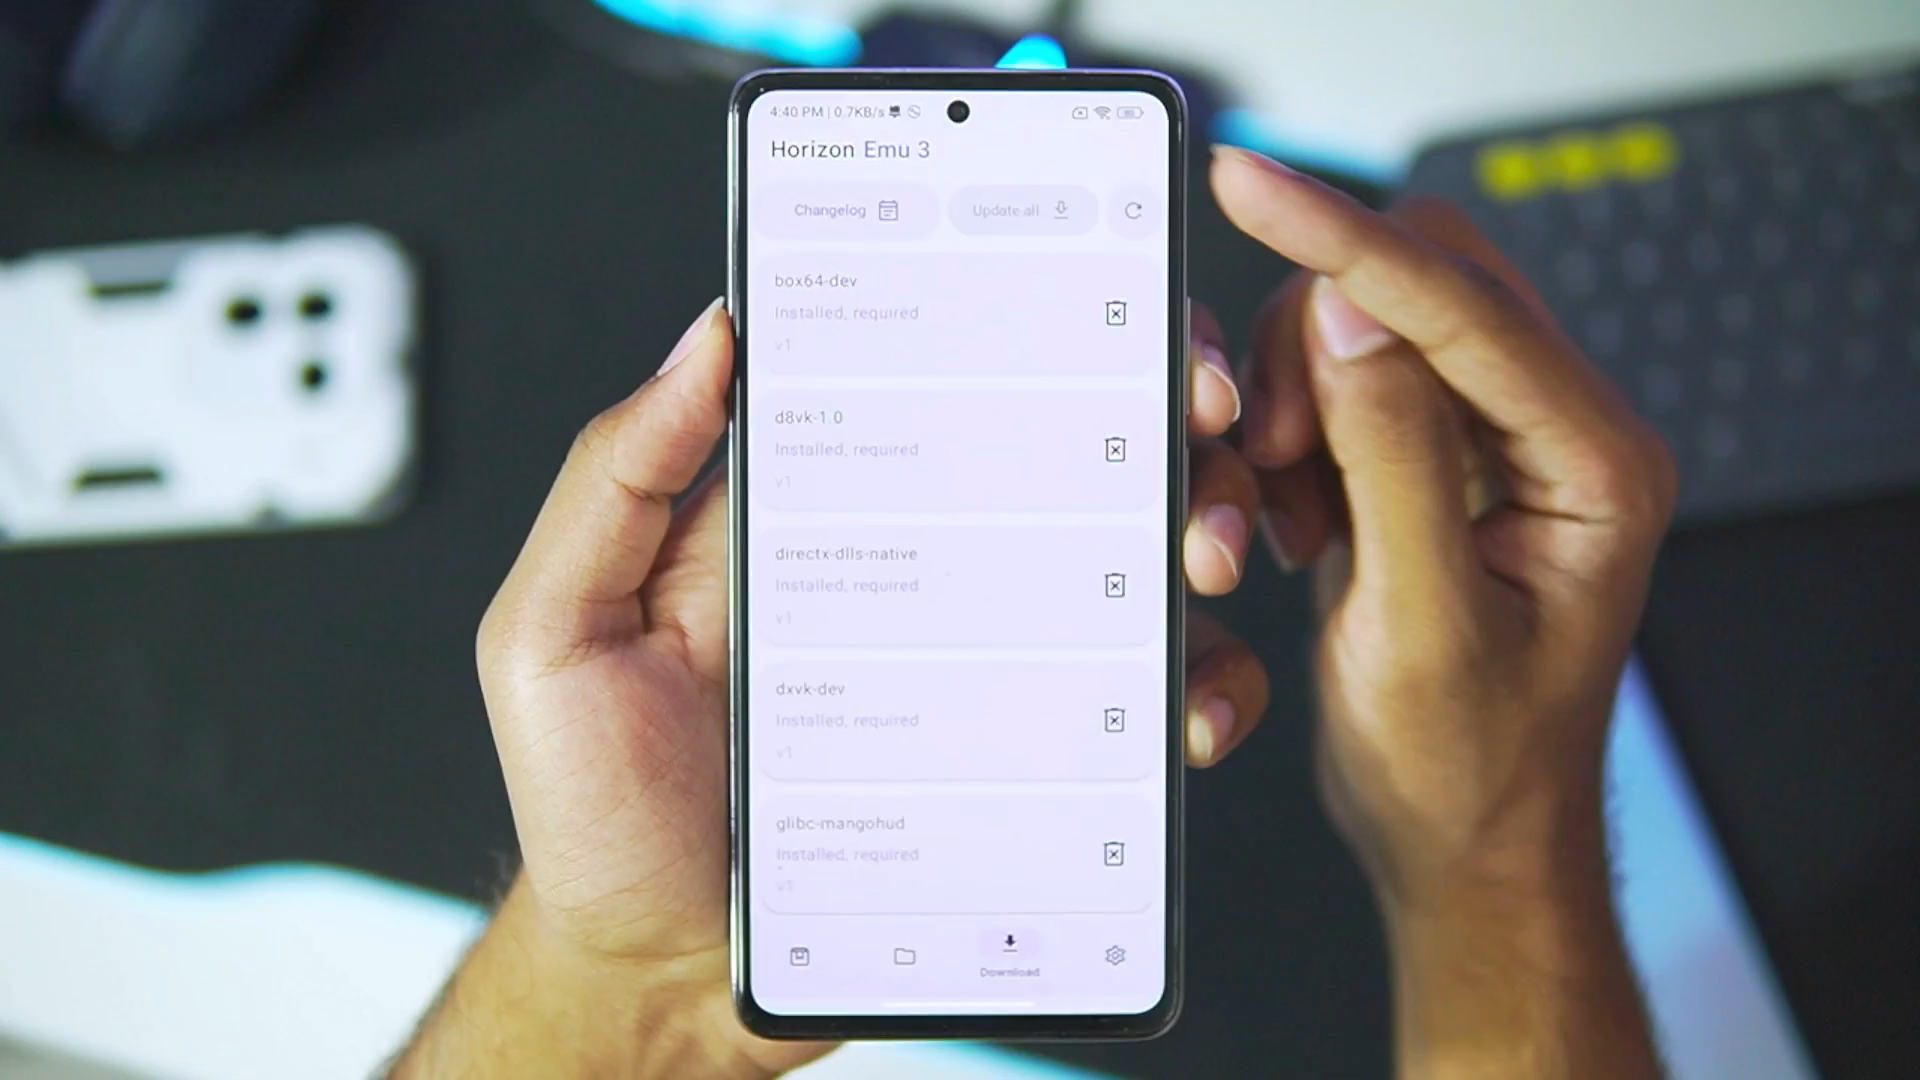 4:40 PM | 0.7KB/s
Horizon Emu 3
Changelog
Update all
box64-dev
Installed, required
v1
d8vk-1.0
Installed, required
v1
directx-dlls-native
Installed, required
v1
dxvk-dev
Installed, required
v1
glibc-mangohud
Installed, required
v1
Download